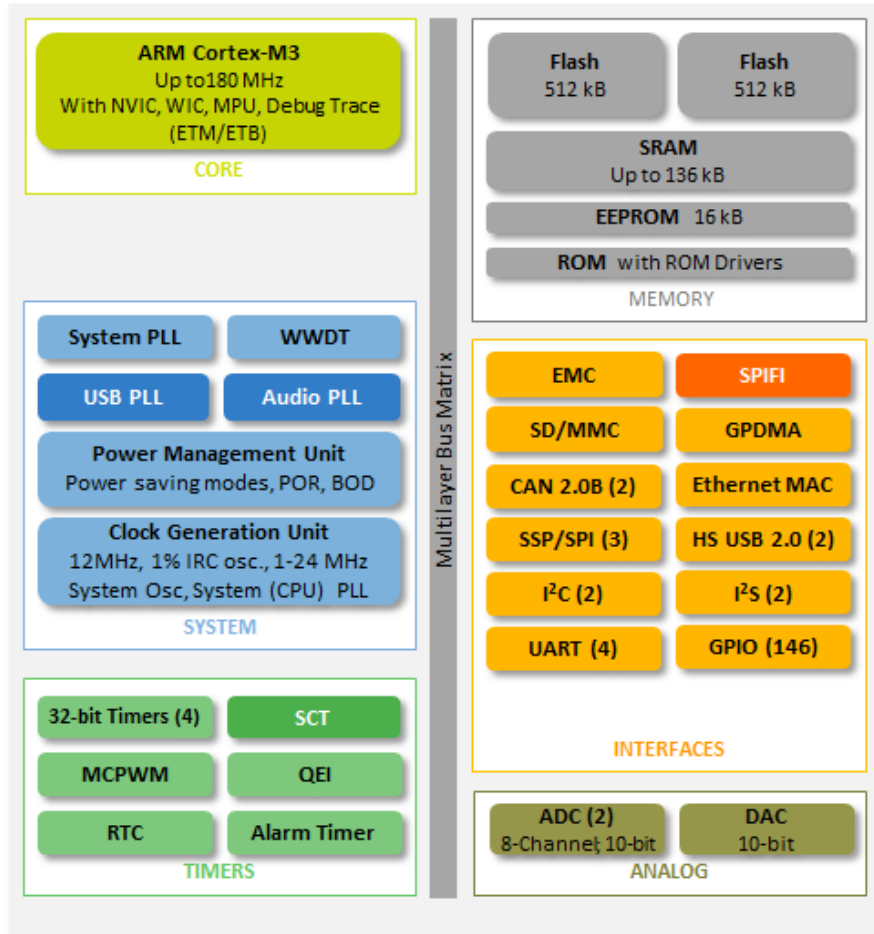 ARM Cortex-M3
Up to180 MHz
With NVIC, WIC, MPU, Debug Trace
(ETM/ETB)
CORE
System PLL
WWDT
USB PLL
Audio PLL
Power Management Unit
Power saving modes, POR, BOD
Clock Generation Unit
12MHz, 1% IRC osc., 1-24 MHz
System Osc, System (CPU) PLL
SYSTEM
32-bit Timers (4)
SCT
MCPWM
QEI
RTC
Alarm Timer
TIMERS
Multilayer Bus Matrix
Flash
512 kB
Flash
512 kB
SRAM
Up to 136 kB
EEPROM 16 kB
ROM with ROM Drivers
MEMORY
EMC
SPIFI
SD/MMC
GPDMA
CAN 2.0B (2)
Ethernet MAC
SSP/SPI (3)
HS USB 2.0 (2)
I²C (2)
I²S (2)
UART (4)
GPIO (146)
INTERFACES
ADC (2)
8-Channel; 10-bit
DAC
10-bit
ANALOG